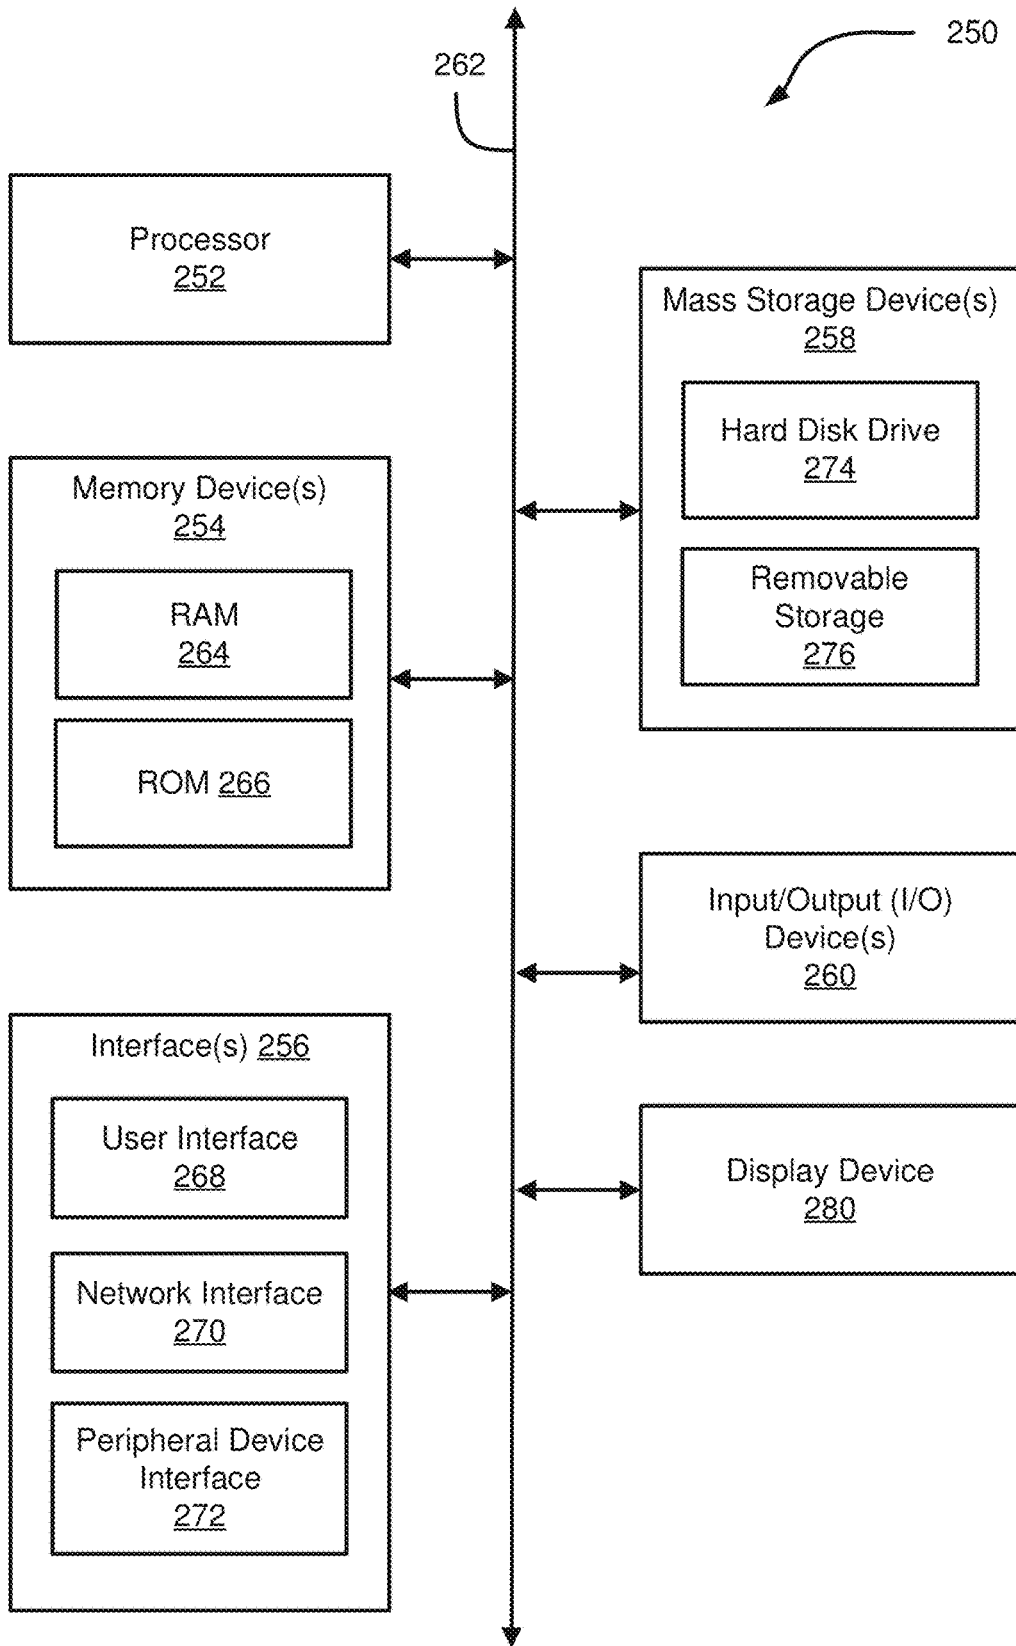 250
262
Processor
252
Mass Storage Device(s)
258
Hard Disk Drive
274
Removable
Storage
276
Memory Device(s)
254
RAM
264
ROM 266
Input/Output (I/O)
Device(s)
260
Interface(s) 256
User Interface
268
Network Interface
270
Peripheral Device
Interface
272
Display Device
280